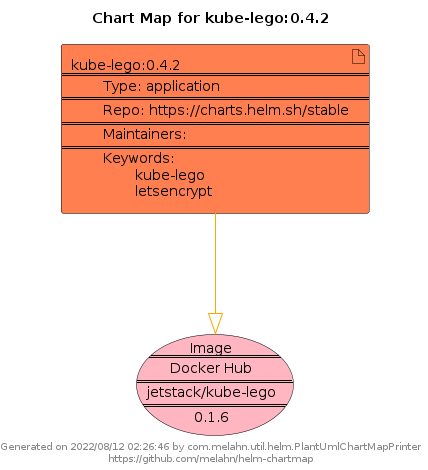 Chart Map for kube-lego:0.4.2
kube-lego:0.4.2
Type: application
Repo: https://charts.helm.sh/stable
Maintainers:
Keywords:
kube-lego
letsencrypt
Image
Docker Hub
jetstack/kube-lego
0.1.6
Generated on 2022/08/12 02:26:46 by com.melahn.util.helm.PlantUmlChartMapPrinter
https://github.com/melahn/helm-chartmap